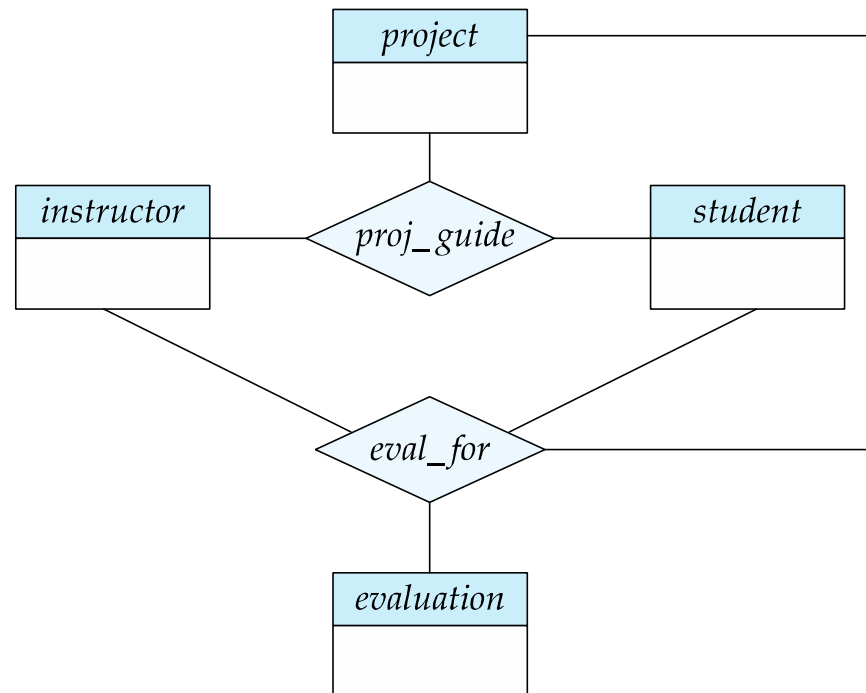 project
instructor
proj_guide
student
eval_for
evaluation